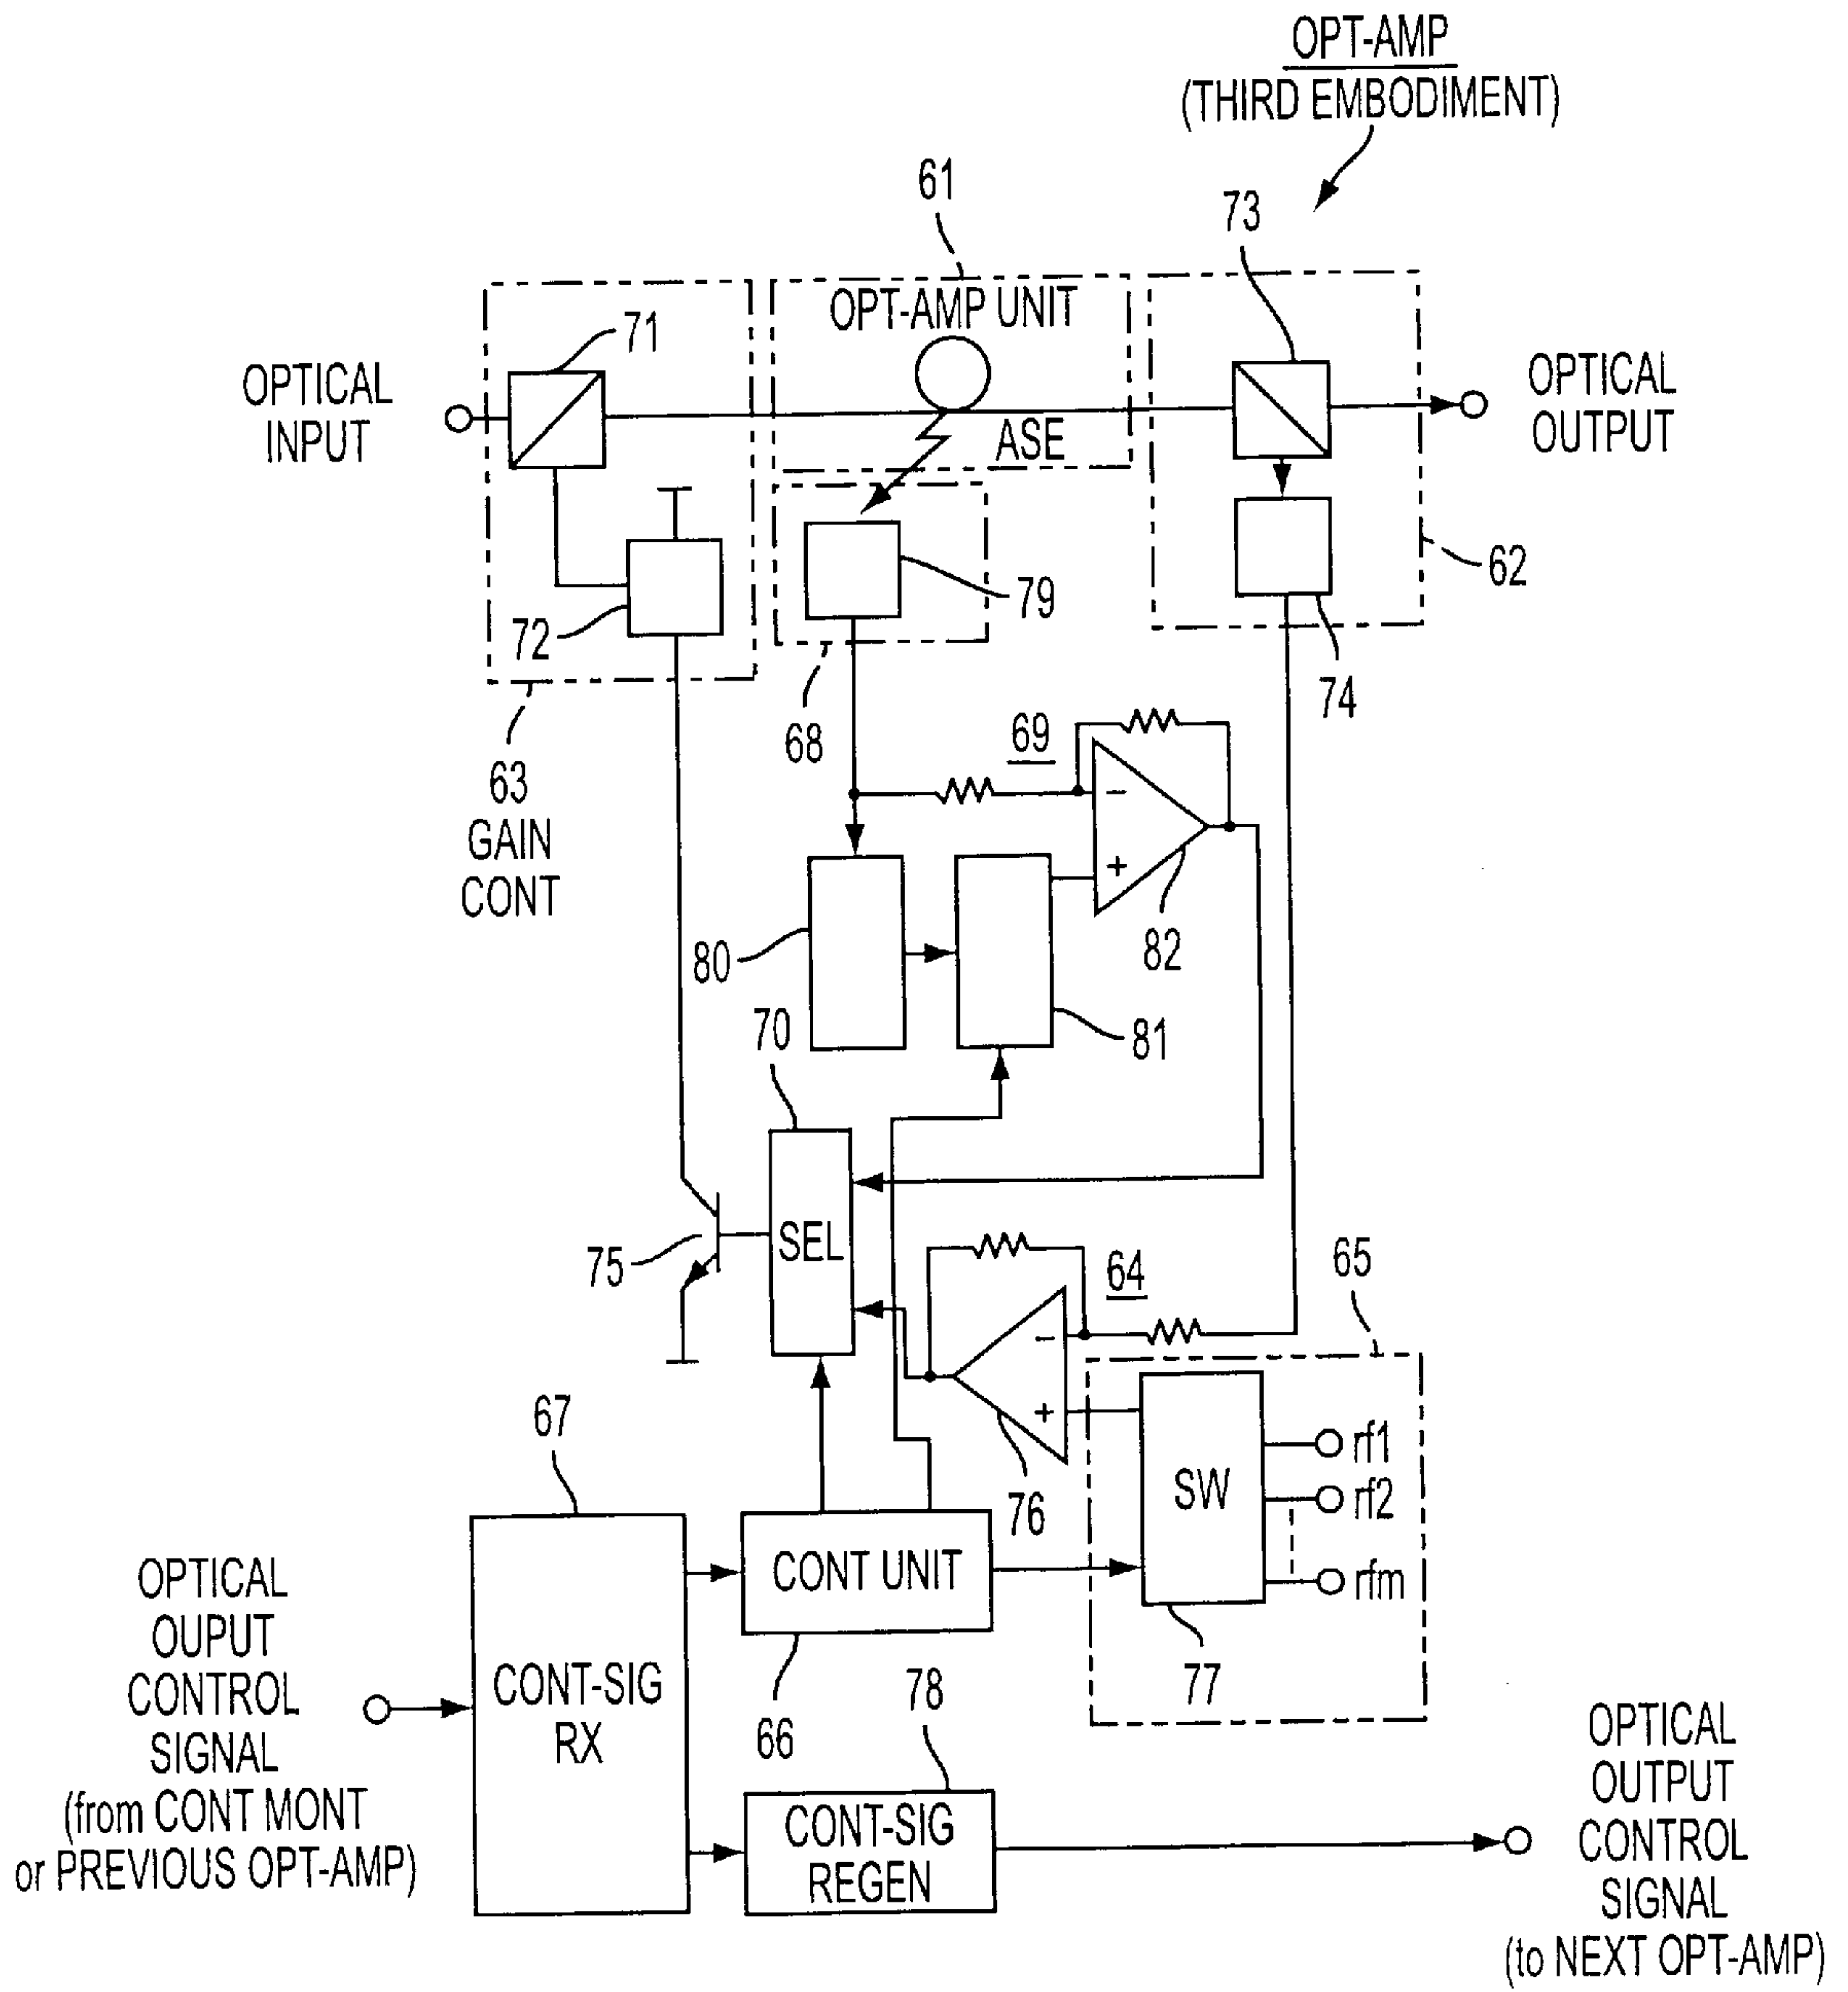 OPT-AMP
(THIRD EMBODIMENT)
61
73
OPT-AMP UNIT
71
OPTICAL
INPUT
OPTICAL
OUTPUT
ASE
79
62
72
74
68
69
63
GAIN
CONT
-
+
82
80
81
70
SEL
75
64
65
-
+
67
76
SW
rf1
rf2
rfm
77
CONT UNIT
66
OPTICAL
OUPUT
CONTROL
SIGNAL
(from CONT MONT
or PREVIOUS OPT-AMP)
CONT-SIG
RX
78
CONT-SIG
REGEN
OPTICAL
OUTPUT
CONTROL
SIGNAL
(to NEXT OPT-AMP)